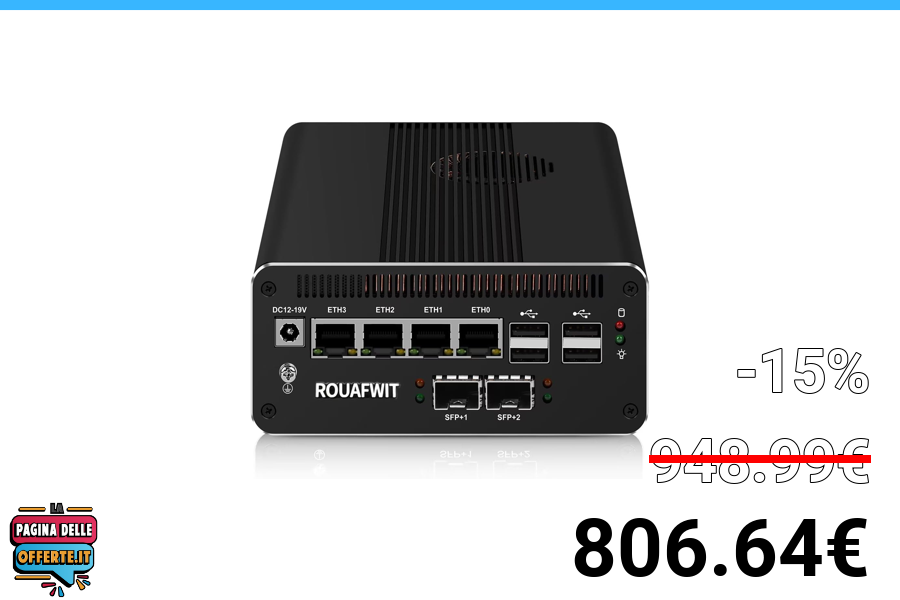 DC12-19V
ETH3
ETH2
ETH1
ETH0
ROUAFWIT
SFP+1
SFP+2
-15%
948.99€
806.64€
LA
PAGINA DELLE
OFFERTE.IT